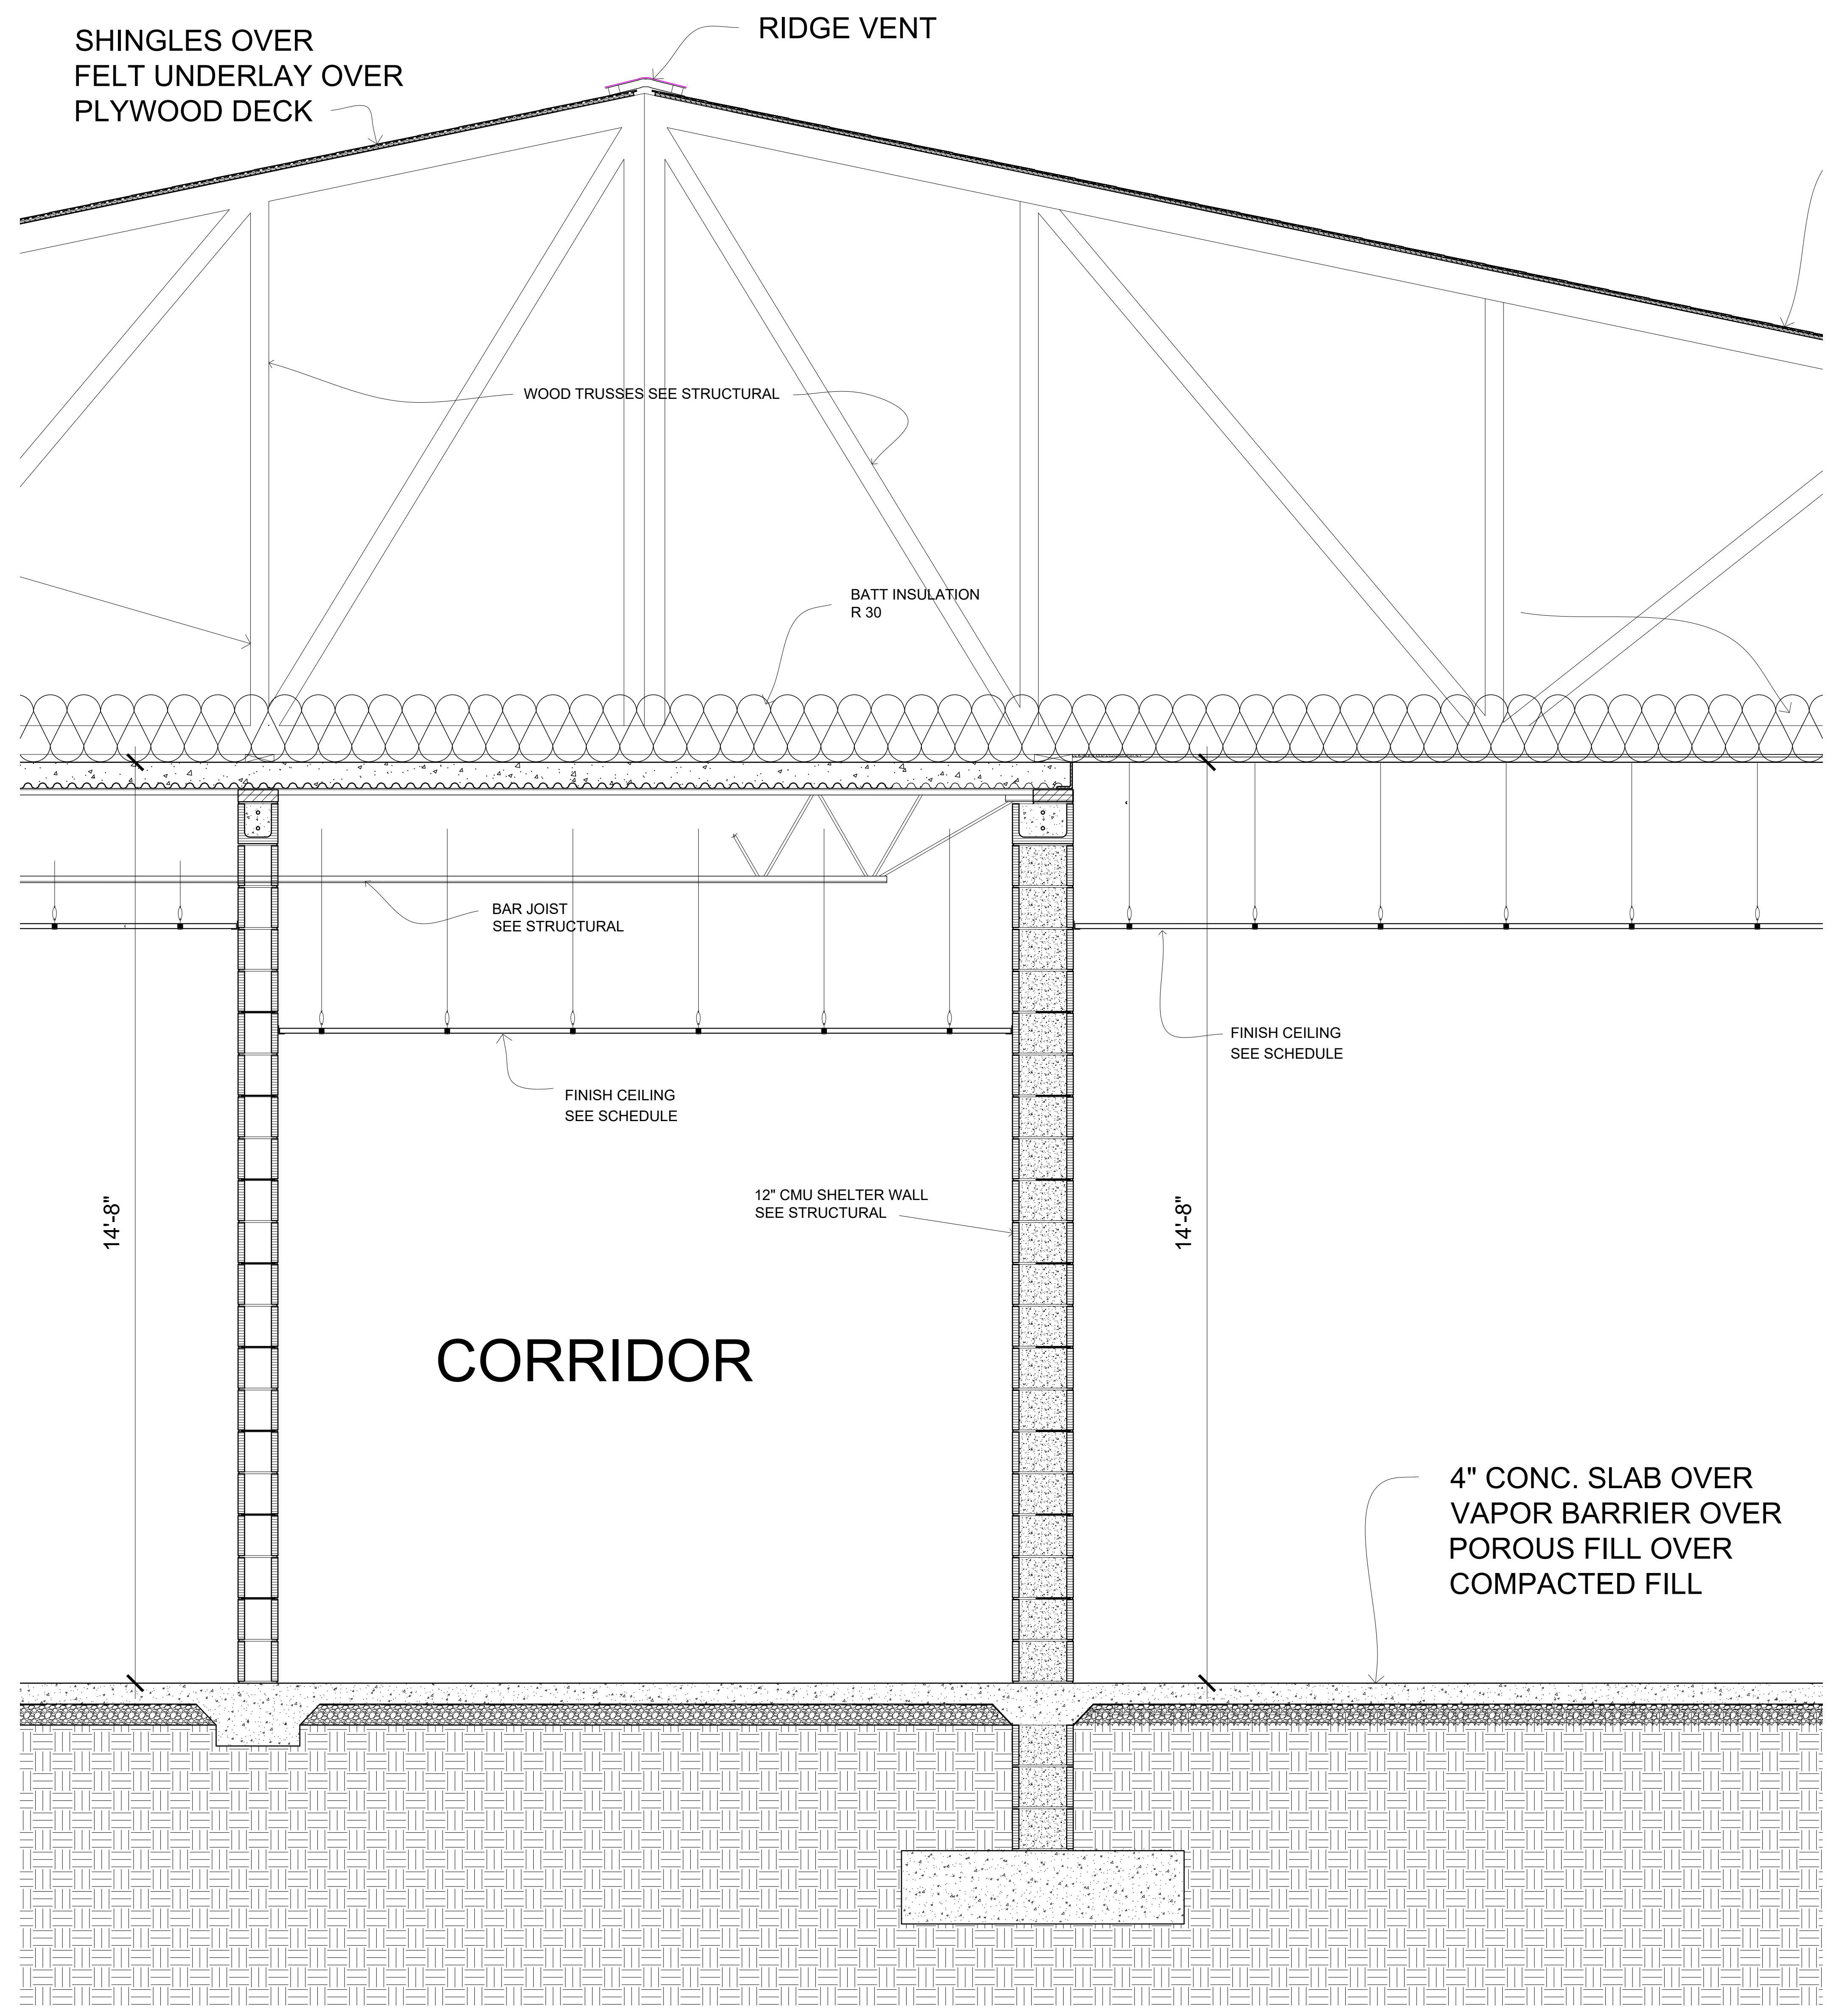 RIDGE VENT
SHINGLES OVER
FELT UNDERLAY OVER
PLYWOOD DECK
WOOD TRUSSES SEE STRUCTURAL
BATT INSULATION
R 30
BAR JOIST
SEE STRUCTURAL
FINISH CEILING
SEE SCHEDULE
FINISH CEILING
SEE SCHEDULE
12" CMU SHELTER WALL
SEE STRUCTURAL
14'-8"
14'-8"
CORRIDOR
4" CONC. SLAB OVER
VAPOR BARRIER OVER
POROUS FILL OVER
COMPACTED FILL